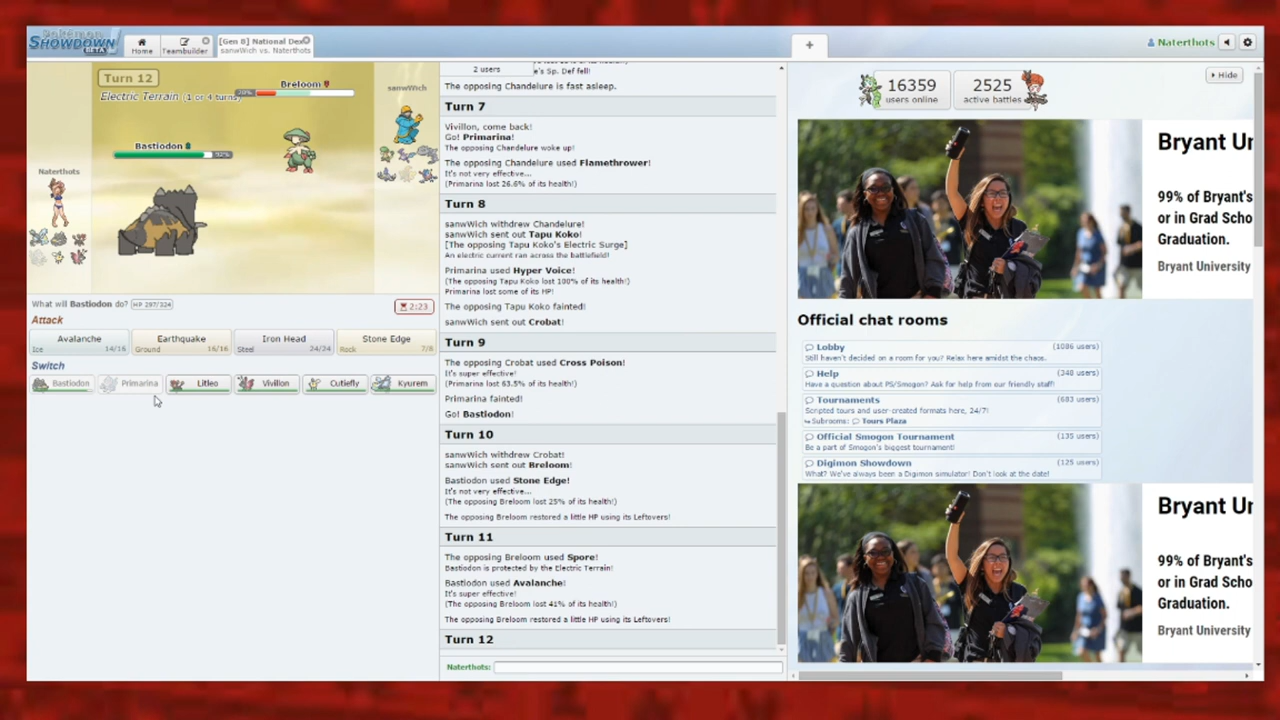 Pokémon
SHOWDOWN
BETA
Home
Teambuilder
[Gen 8] National Dex
sanwWich vs. Naterthots
+
Naterthots
Turn 12
Electric Terrain (1 or 4 turns)
Breloom
Bastiodon
92%
Naterthots
sanwWich
What will Bastiodon do? HP 297/324
2:23
Attack
Avalanche
Ice 14/16
Earthquake
Ground 16/16
Iron Head
Steel 24/24
Stone Edge
Rock 7/8
Switch
Bastiodon
Primarina
Litleo
Vivillon
Cutiefly
Kyurem
2 users
e's Sp. Def fell!
The opposing Chandelure is fast asleep.
Turn 7
Vivillon, come back!
Go! Primarina!
The opposing Chandelure woke up!
The opposing Chandelure used Flamethrower!
It's not very effective...
(Primarina lost 26.6% of its health!)
Turn 8
sanwWich withdrew Chandelure!
sanwWich sent out Tapu Koko!
[The opposing Tapu Koko's Electric Surge]
An electric current ran across the battlefield!
Primarina used Hyper Voice!
(The opposing Tapu Koko lost 100% of its health!)
Primarina lost some of its HP!
The opposing Tapu Koko fainted!
sanwWich sent out Crobat!
Turn 9
The opposing Crobat used Cross Poison!
It's super effective!
(Primarina lost 63.5% of its health!)
Primarina fainted!
Go! Bastiodon!
Turn 10
sanwWich withdrew Crobat!
sanwWich sent out Breloom!
Bastiodon used Stone Edge!
It's not very effective...
(The opposing Breloom lost 25% of its health!)
The opposing Breloom restored a little HP using its Leftovers!
Turn 11
The opposing Breloom used Spore!
Bastiodon is protected by the Electric Terrain!
Bastiodon used Avalanche!
It's super effective!
(The opposing Breloom lost 41% of its health!)
The opposing Breloom restored a little HP using its Leftovers!
Turn 12
Naterthots:
16359
users online
2525
active battles
Hide
Bryant Ur
99% of Bryant's
or in Grad Scho
Graduation.
Bryant University
Official chat rooms
Lobby (1086 users)
Still haven't decided on a room for you? Relax here amidst the chaos.
Help (348 users)
Have a question about PS/Smogon? Ask for help from our friendly staff!
Tournaments (683 users)
Scripted tours and user-created formats here, 24/7!
Subrooms: Tours Plaza
Official Smogon Tournament (135 users)
Be a part of Smogon's biggest tournament!
Digimon Showdown (125 users)
What? We've always been a Digimon simulator! Don't look at the date!
Bryant Ur
99% of Bryant's
or in Grad Scho
Graduation.
Bryant University